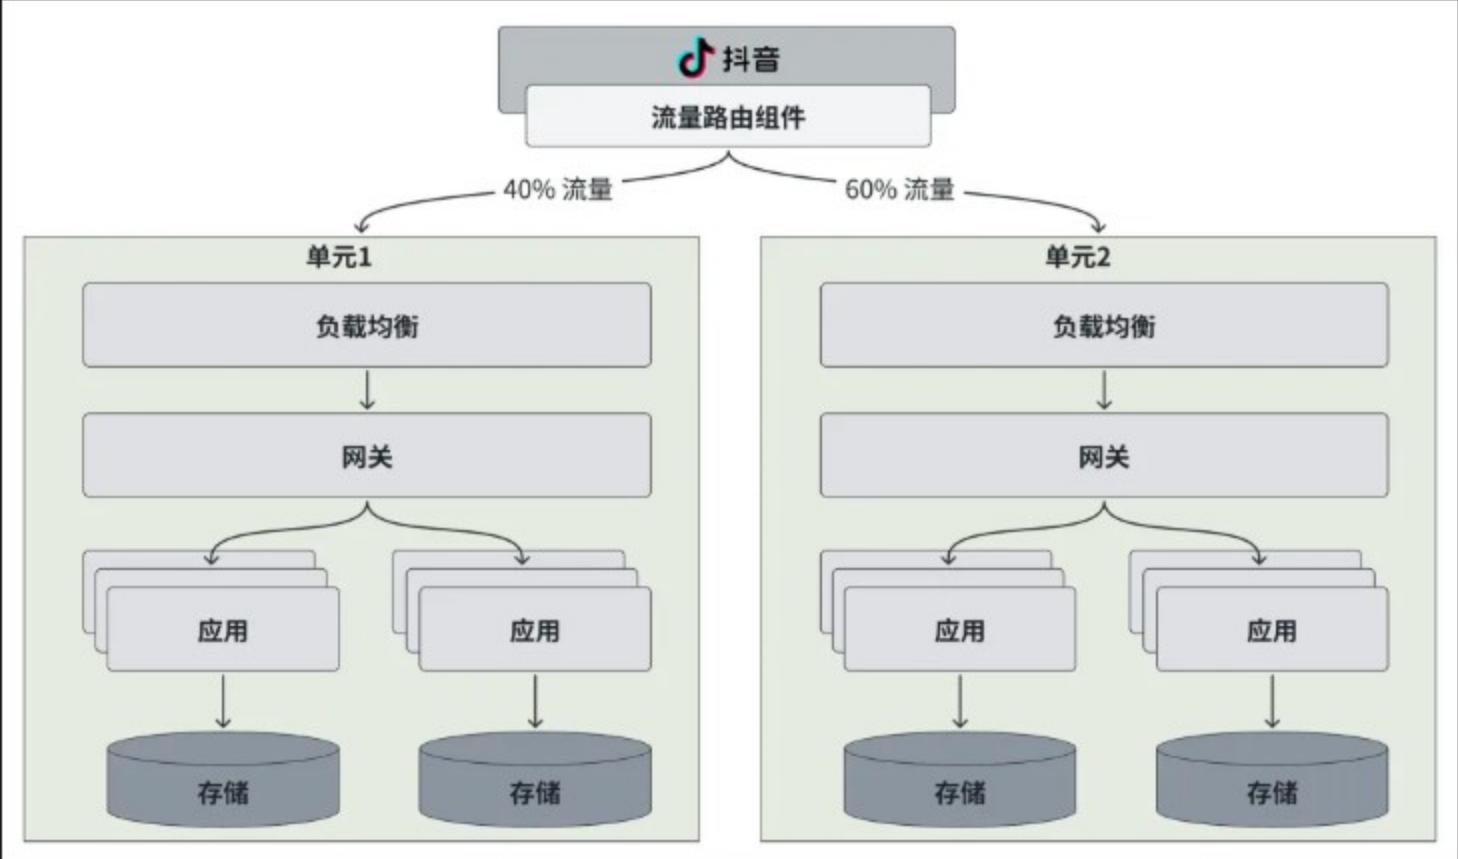 抖音
流量路由组件
40% 流量
60% 流量
单元1
负载均衡
网关
应用
应用
存储
存储
单元2
负载均衡
网关
应用
应用
存储
存储